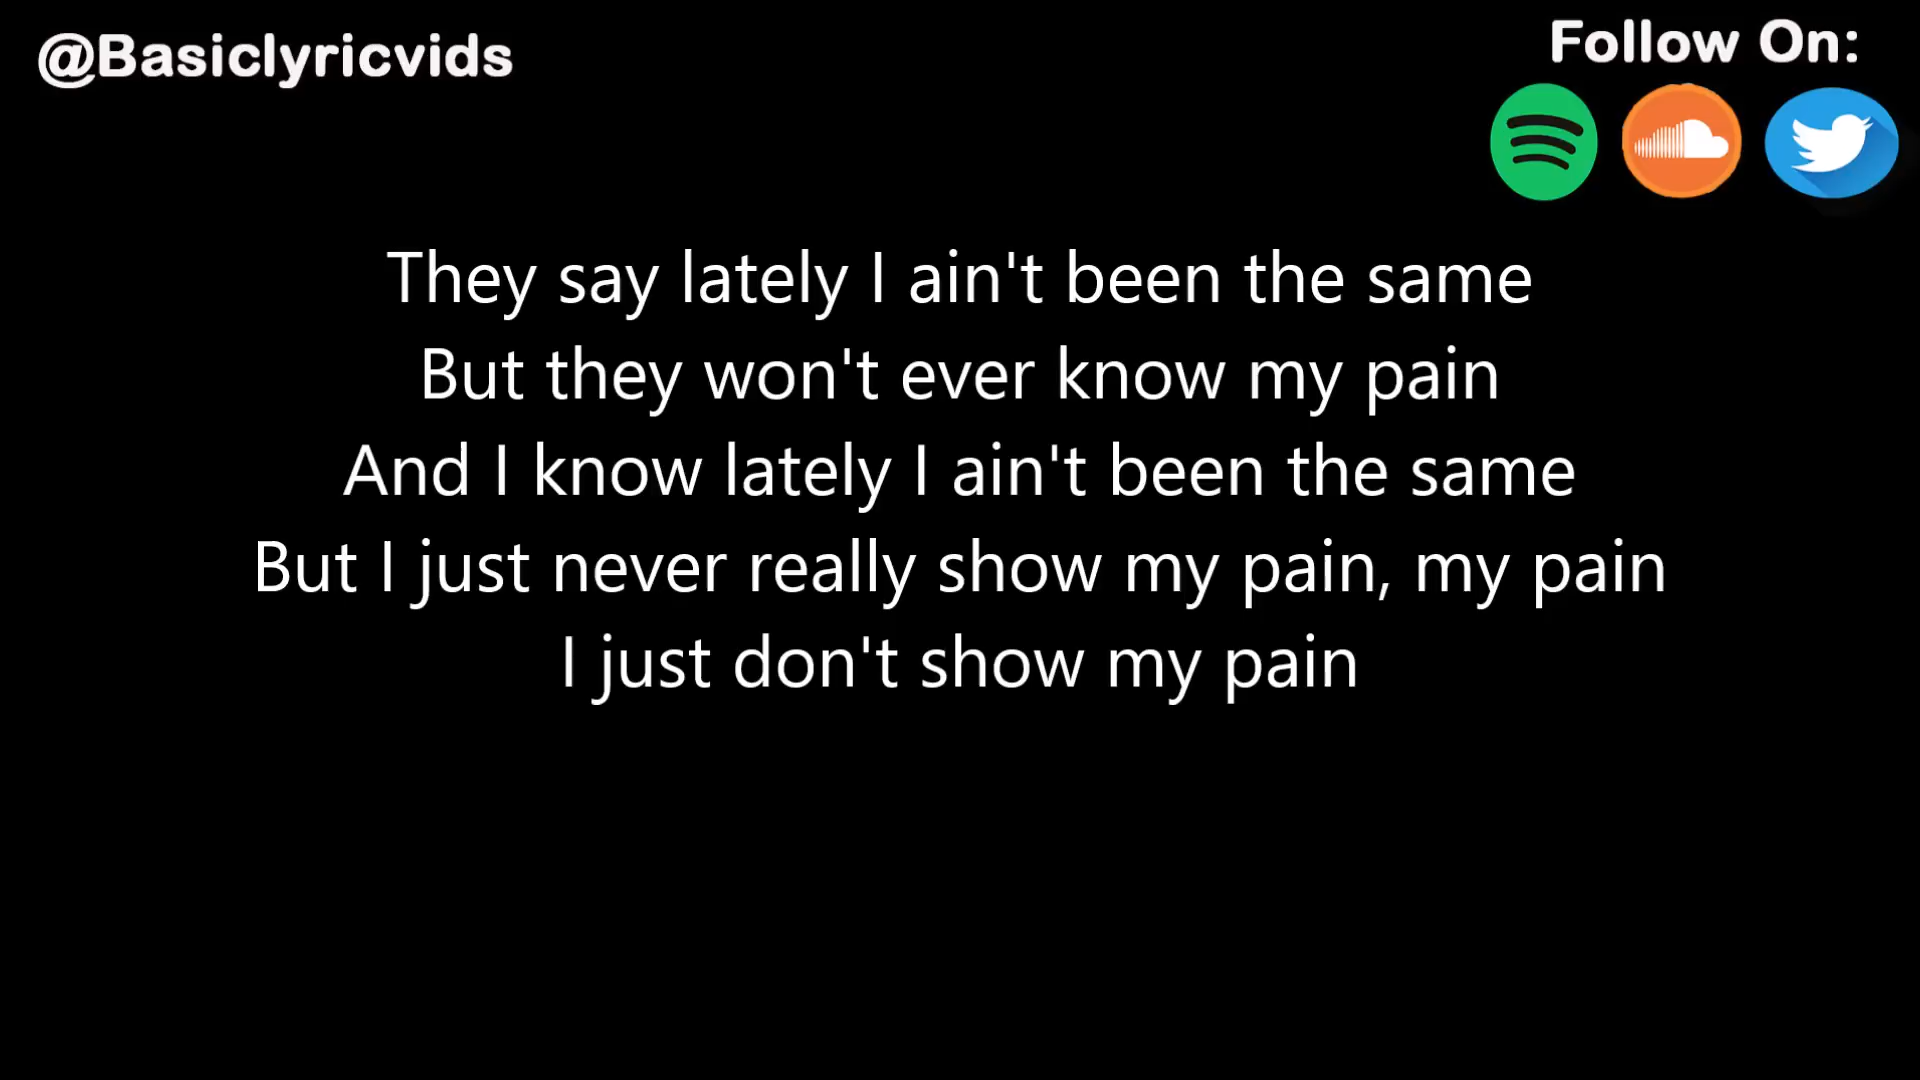 @Basiclyricvids
Follow On:
They say lately I ain't been the same
But they won't ever know my pain
And I know lately I ain't been the same
But I just never really show my pain, my pain
I just don't show my pain